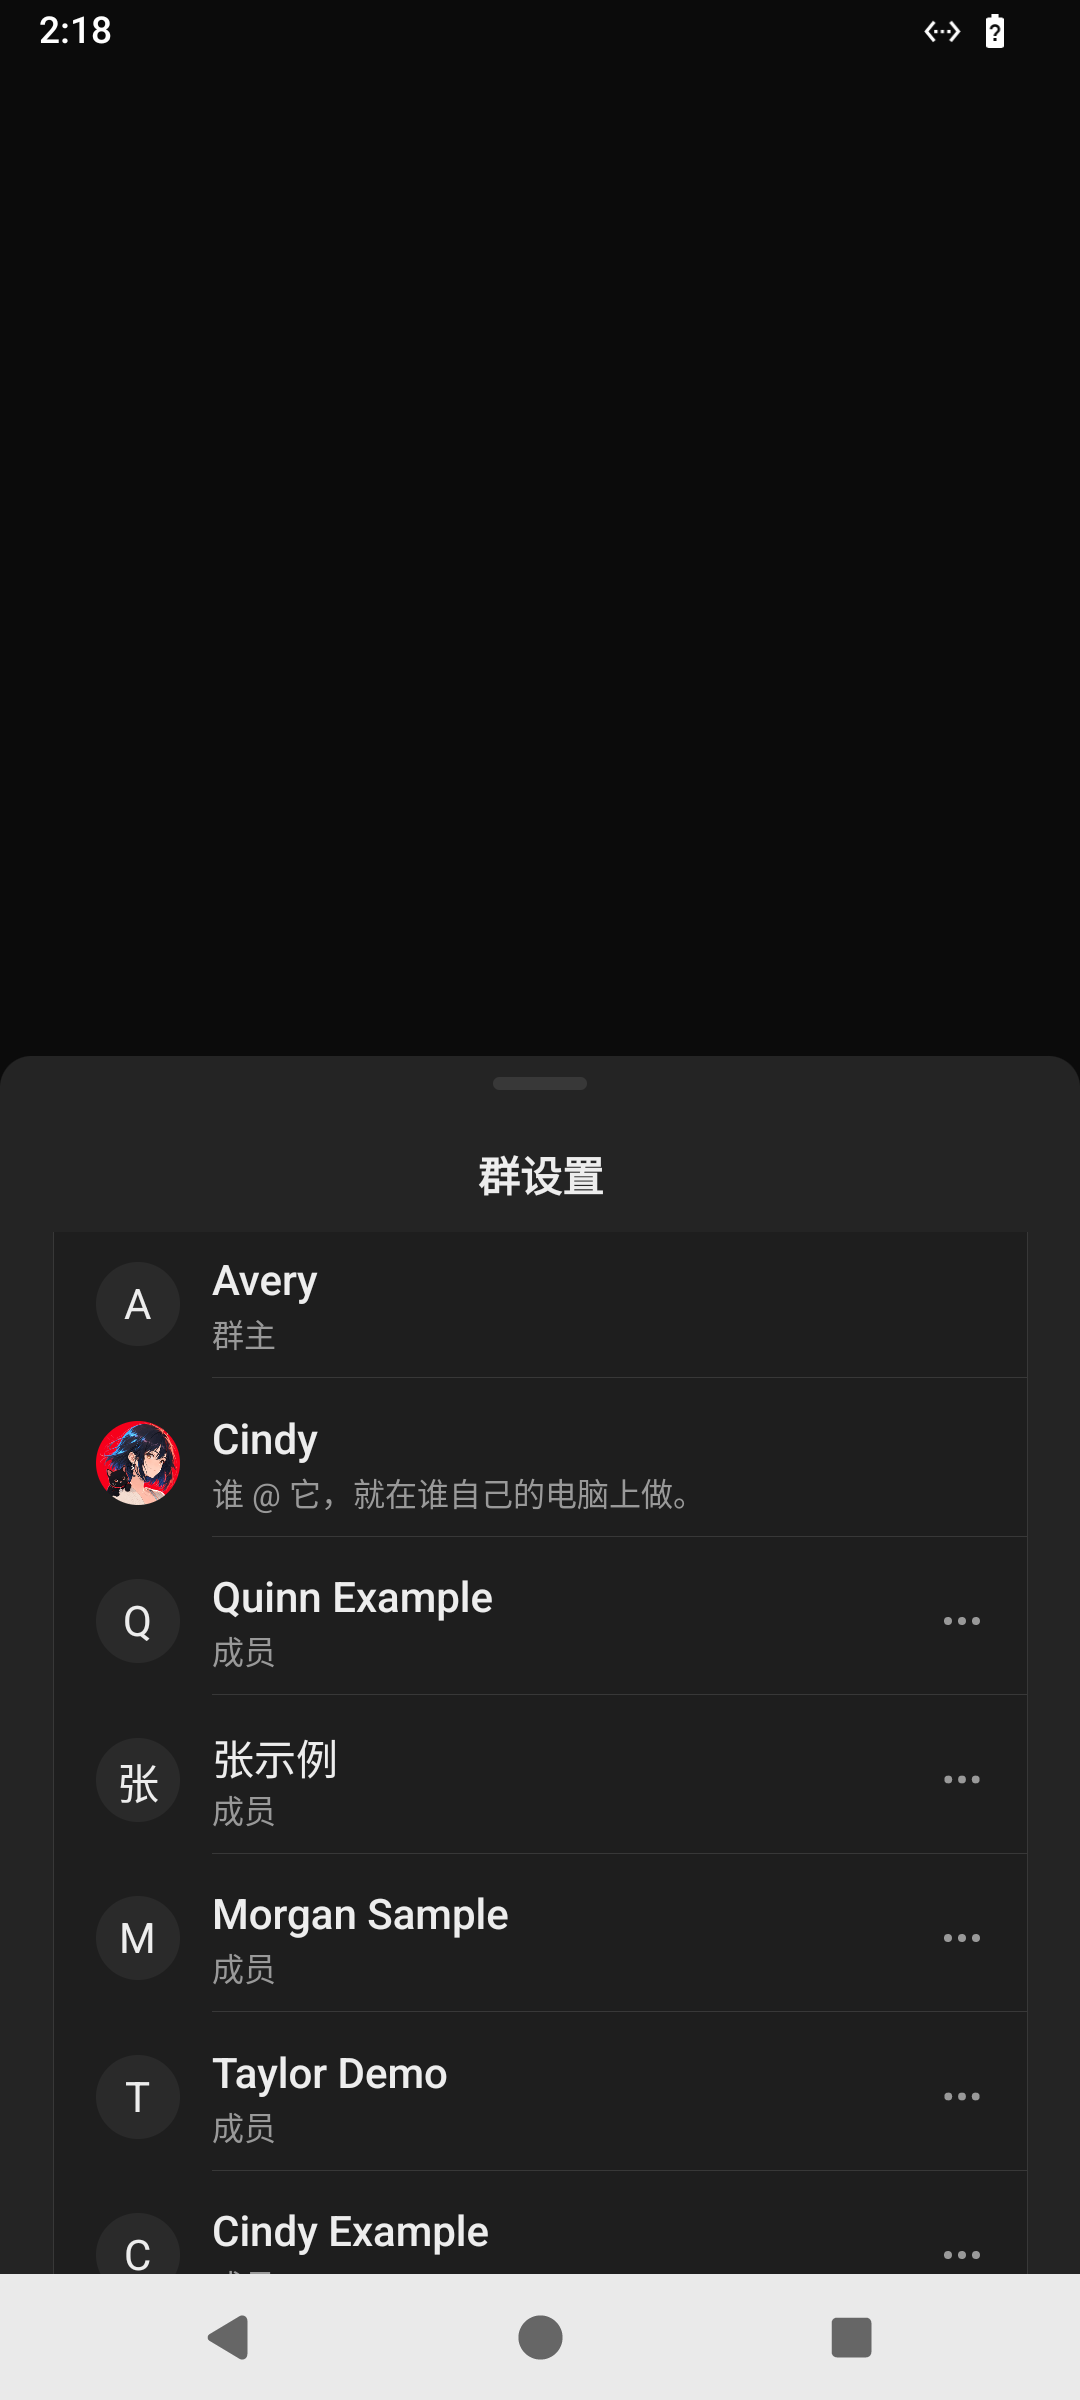 2:18
群设置
A
Avery
群主
Cindy
谁 @ 它，就在谁自己的电脑上做。
Q
Quinn Example
成员
张
张示例
成员
M
Morgan Sample
成员
T
Taylor Demo
成员
C
Cindy Example